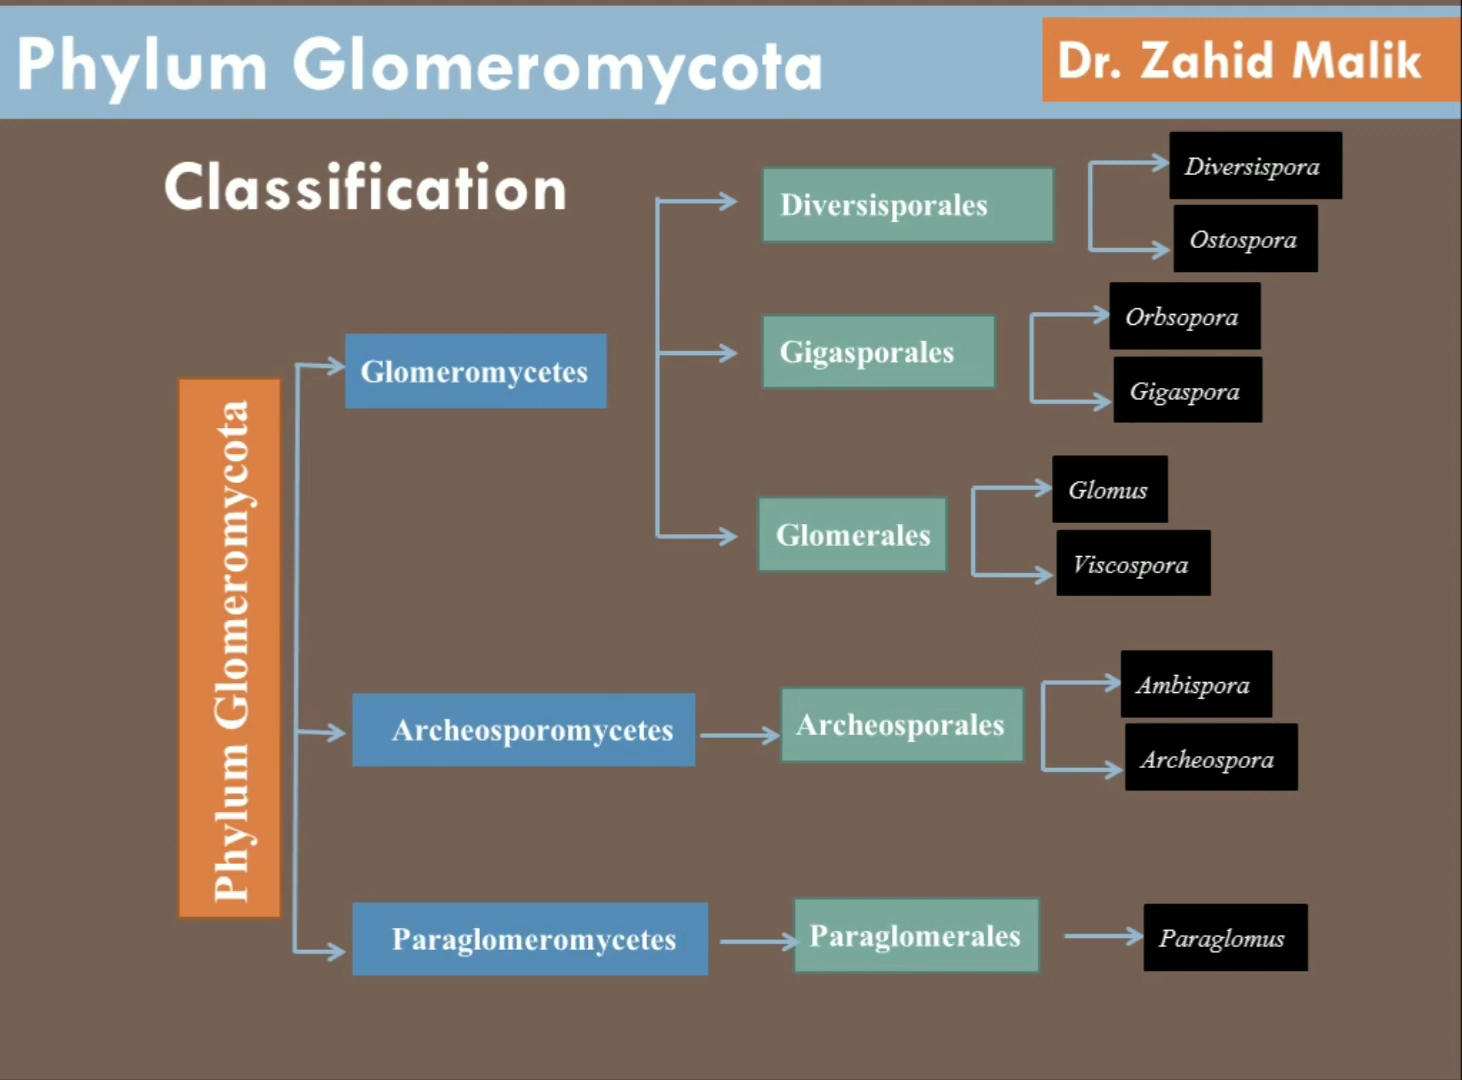 Phylum Glomeromycota
Dr. Zahid Malik
Classification
Phylum Glomeromycota
Glomeromycetes
Diversisporales
Diversispora
Ostospora
Gigasporales
Orbsopora
Gigaspora
Glomerales
Glomus
Viscospora
Archeosporomycetes
Archeosporales
Ambispora
Archeospora
Paraglomeromycetes
Paraglomerales
Paraglomus